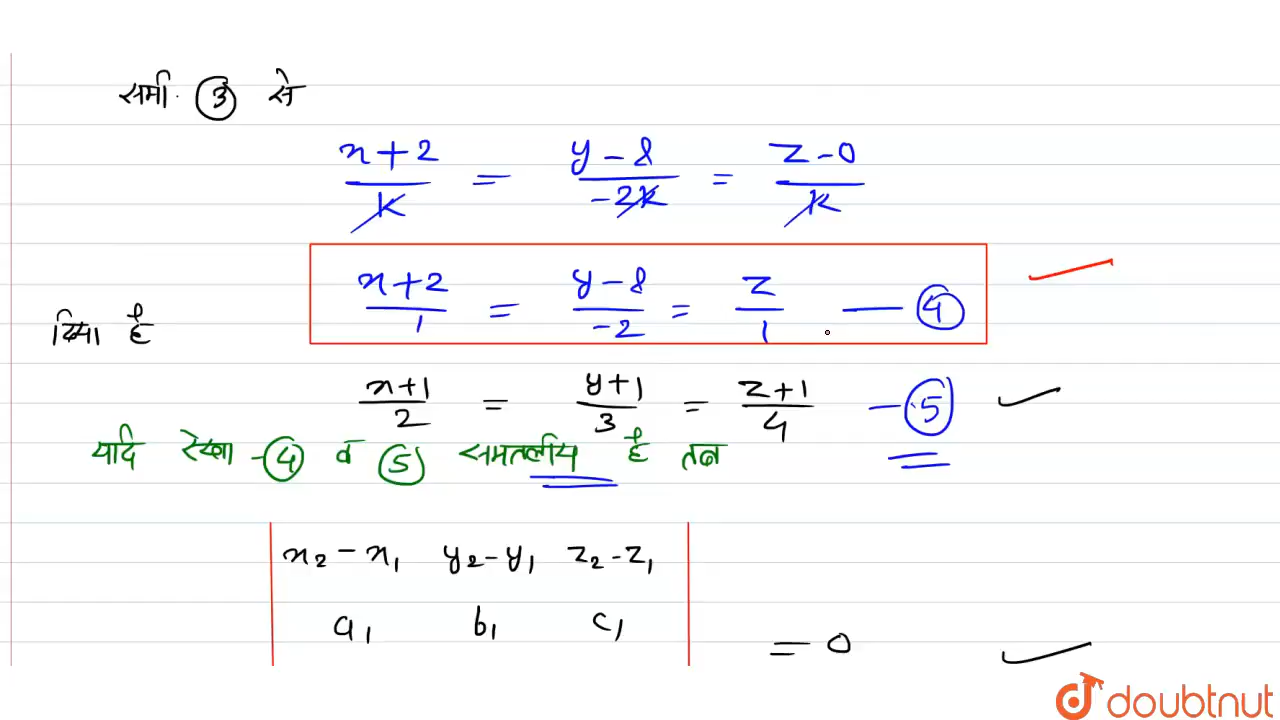 समी. (3) से
x+2/k = y-8/-2k = z-0/k
x+2/1 = y-8/-2 = z/1 — (4)
दिया है
x+1/2 = y+1/3 = z+1/4 — (5)
यदि रेखा -(4) व (5) समतलीय है तब
x₂-x₁ y₂-y₁ z₂-z₁
a₁ b₁ c₁
= 0
doubtnut